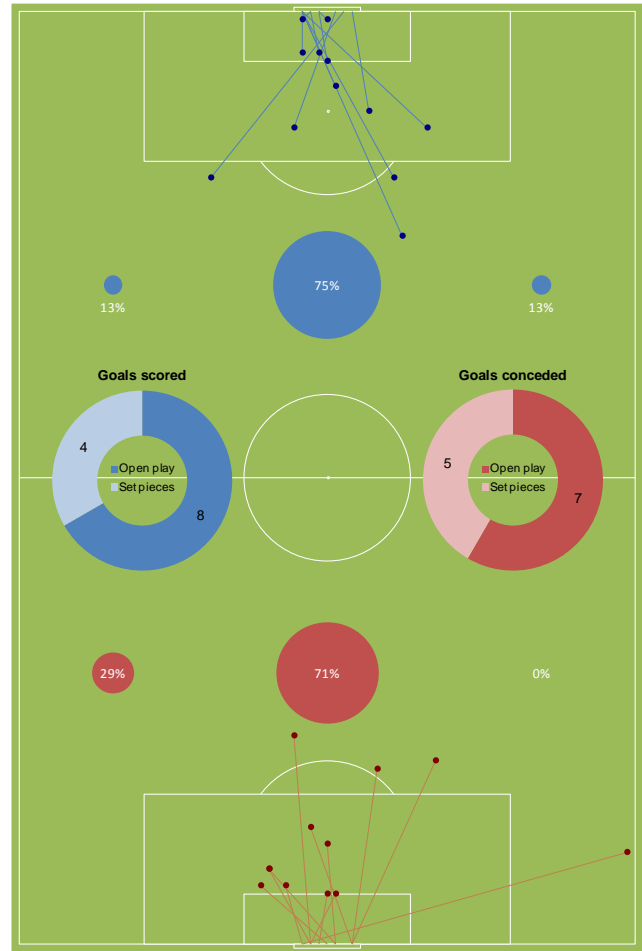 75%
13%
13%
Goals scored
Goals conceded
4
5
Open play
Open play
Set pieces
Set pieces
8
7
29%
71%
0%